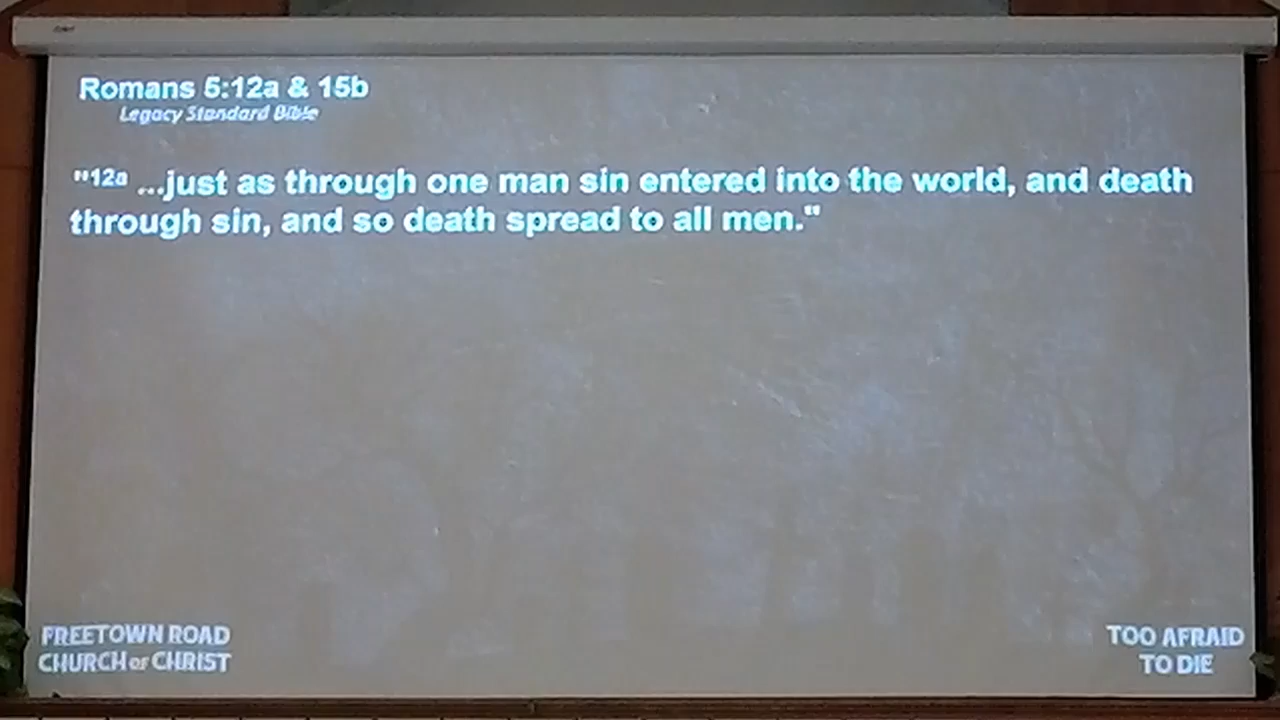 Romans 5:12a & 15b
Legacy Standard Bible
"12a ...just as through one man sin entered into the world, and death
through sin, and so death spread to all men."
FREETOWN ROAD
CHURCH of CHRIST
TOO AFRAID
TO DIE